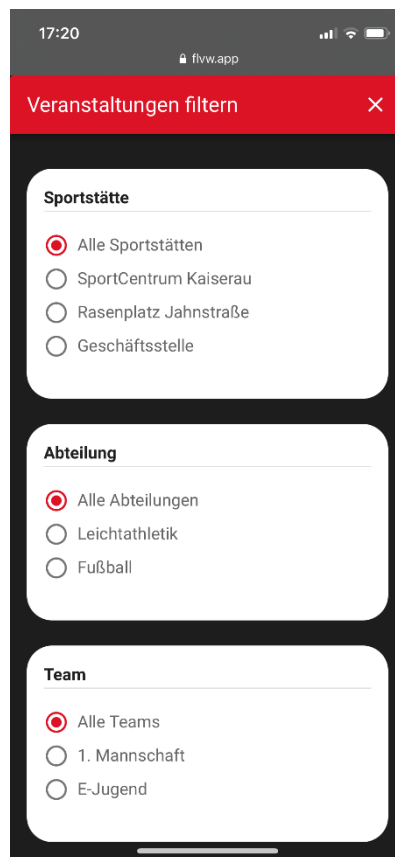 17:20
flvw.app
Veranstaltungen filtern
Sportstätte
Alle Sportstätten
SportCentrum Kaiserau
Rasenplatz Jahnstraße
Geschäftsstelle
Abteilung
Alle Abteilungen
Leichtathletik
Fußball
Team
Alle Teams
1. Mannschaft
E-Jugend